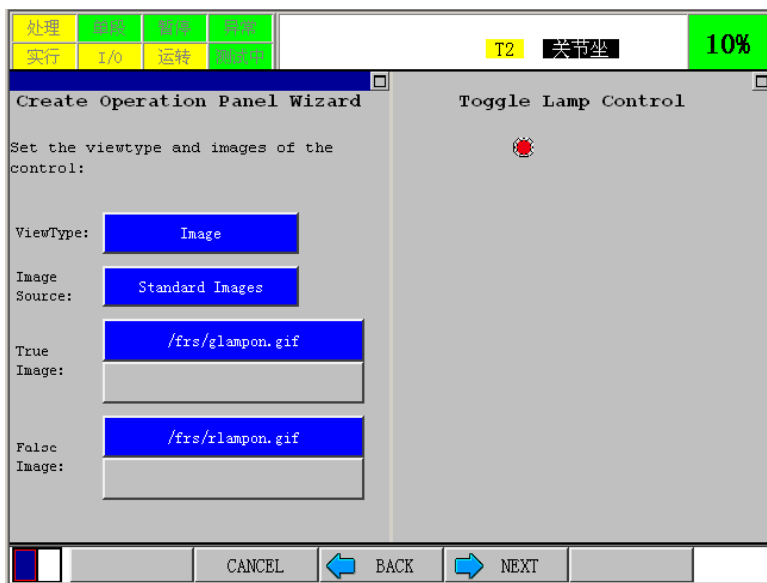 处理 单段 暂停 异常
实行 I/O 运转 测试中
T2 关节坐 10%
Create Operation Panel Wizard
Set the viewtype and images of the
control:
ViewType: Image
Image
Source: Standard Images
True
Image: /frs/glampon.gif
False
Image: /frs/rlampon.gif
Toggle Lamp Control
CANCEL BACK NEXT